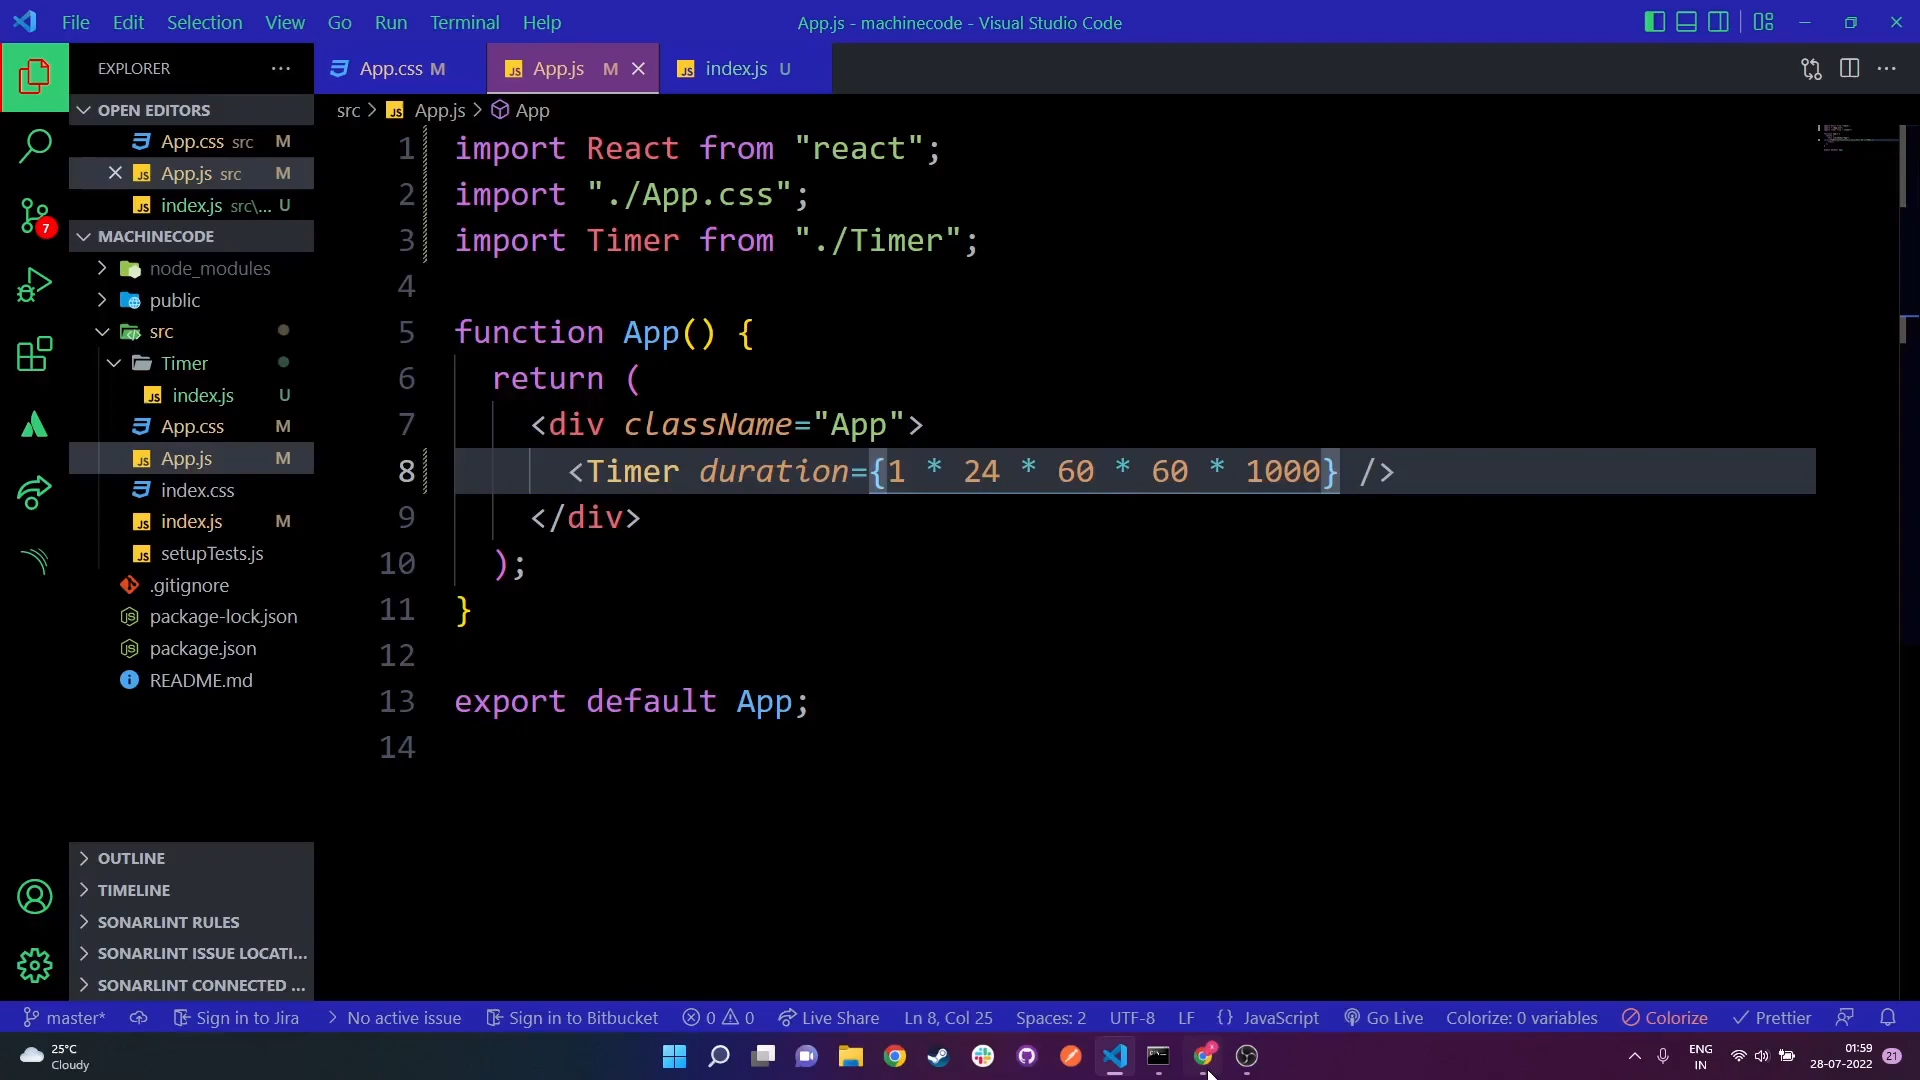 File Edit Selection View Go Run Terminal Help
App.js - machinecode - Visual Studio Code
EXPLORER
App.css M
App.js M
index.js U
OPEN EDITORS
App.css src M
App.js src M
index.js src\... U
MACHINECODE
node_modules
public
src
Timer
index.js U
App.css M
App.js M
index.css
index.js M
setupTests.js
.gitignore
package-lock.json
package.json
README.md
OUTLINE
TIMELINE
SONARLINT RULES
SONARLINT ISSUE LOCATI...
SONARLINT CONNECTED ...
7
src > App.js > App
1 import React from "react";
2 import "./App.css";
3 import Timer from "./Timer";
4
5 function App() {
6 return (
7 <div className="App">
8 <Timer duration={1 * 24 * 60 * 60 * 1000} />
9 </div>
10 );
11 }
12
13 export default App;
14
master* Sign in to Jira No active issue Sign in to Bitbucket 0 0 Live Share Ln 8, Col 25 Spaces: 2 UTF-8 LF {} JavaScript Go Live Colorize: 0 variables Colorize Prettier
25°C
Cloudy
ENG
IN
01:59
28-07-2022
21